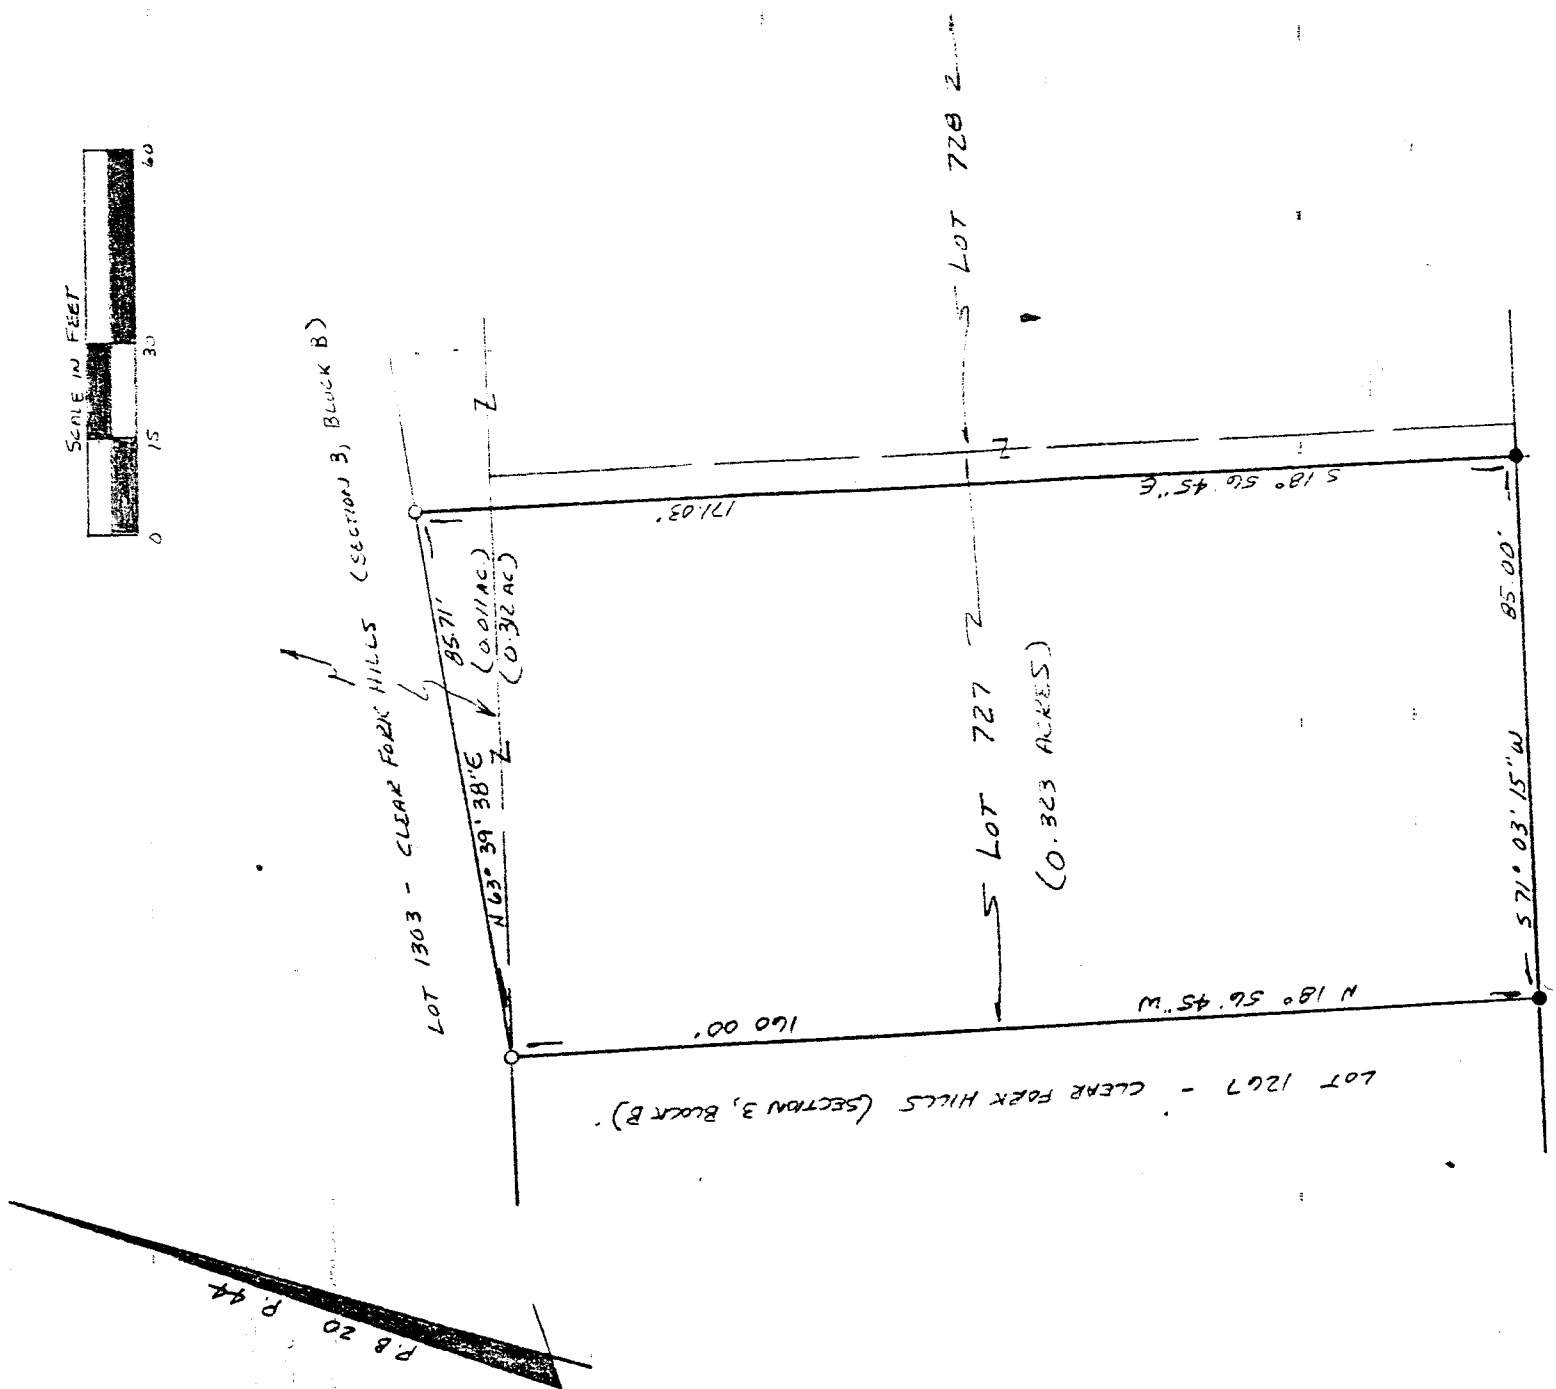 SCALE IN FEET
0 15 30 60
LOT 1303 - CLEAR FORK HILLS (SECTION 3, BLOCK B)
85.71'
(0.011 AC.)
(0.312 AC)
N 63° 39' 38" E
171.03'
S 18° 56' 45" E
LOT 728
LOT 727
(0.323 ACRES)
160 00'
N 18° 56' 45" W
85.00'
S 71° 03' 15" W
LOT 1267 - CLEAR FORK HILLS (SECTION 3, BLOCK B)
P.B 20 P. 44